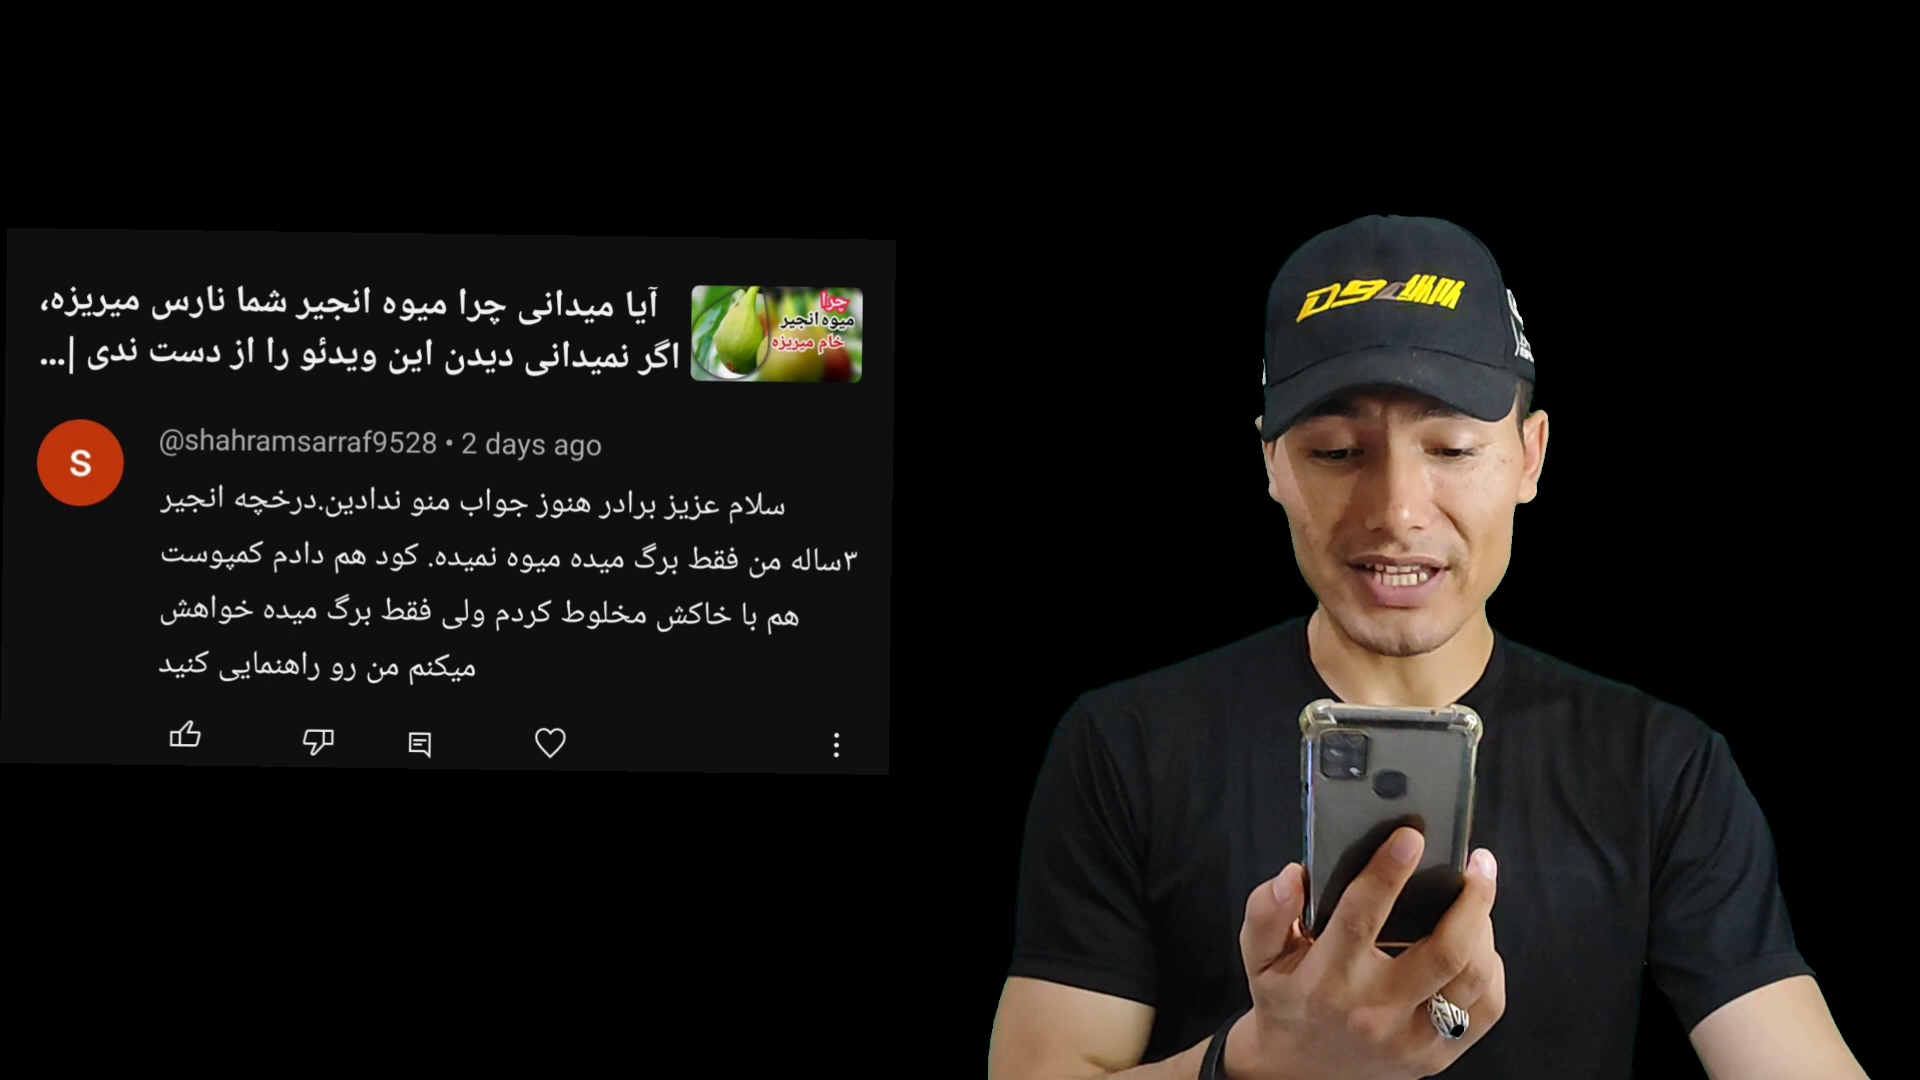 آیا میدانی چرا میوه انجیر شما نارس میریزه،
اگر نمیدانی دیدن این ویدئو را از دست ندی |...
چرا
میوه انجیر
خام میریزه
S
@shahramsarraf9528 • 2 days ago
سلام عزیز برادر هنوز جواب منو ندادین.درخچه انجیر
۳ساله من فقط برگ میده میوه نمیده. کود هم دادم کمپوست
هم با خاکش مخلوط کردم ولی فقط برگ میده خواهش
میکنم من رو راهنمایی کنید